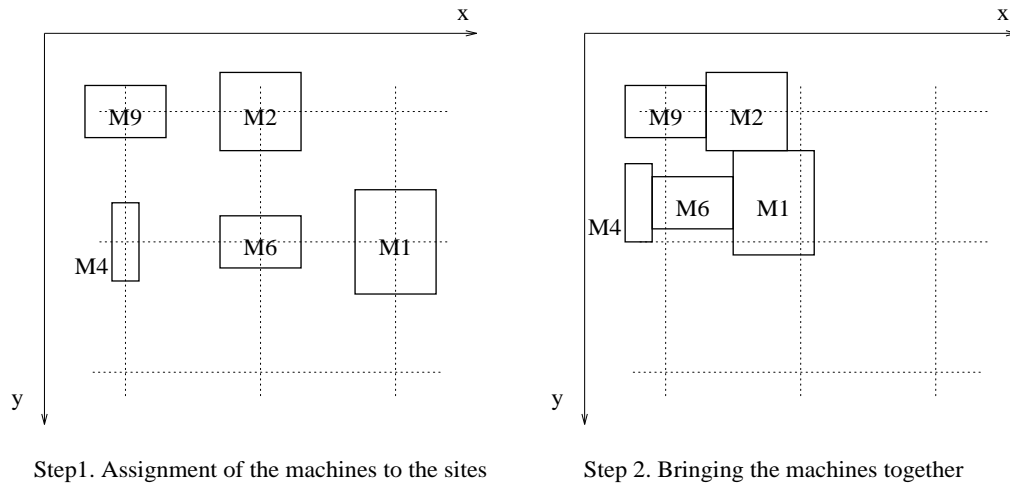 x
M9
M2
M4
M6
M1
y
Step1. Assignment of the machines to the sites
x
M9
M2
M4
M6
M1
y
Step 2. Bringing the machines together